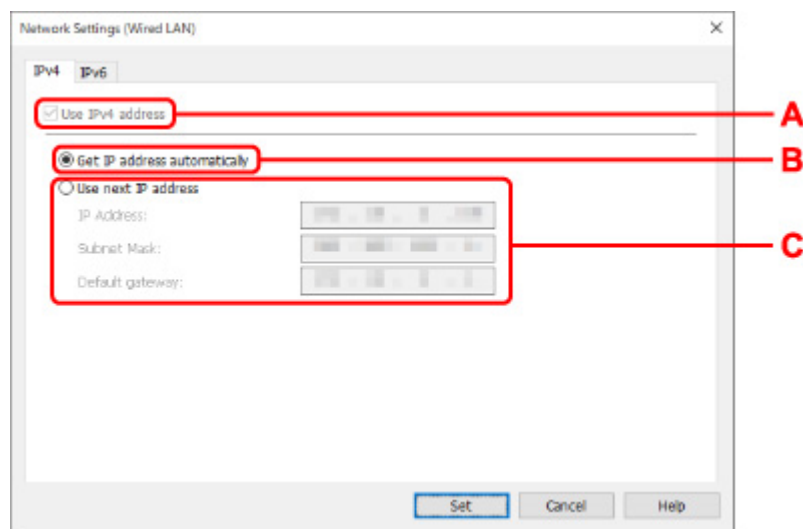 Network Settings (Wired LAN)
IPv4 IPv6
Use IPv4 address
A
Get IP address automatically
B
Use next IP address
IP Address:
Subnet Mask:
C
Default gateway:
Set Cancel Help